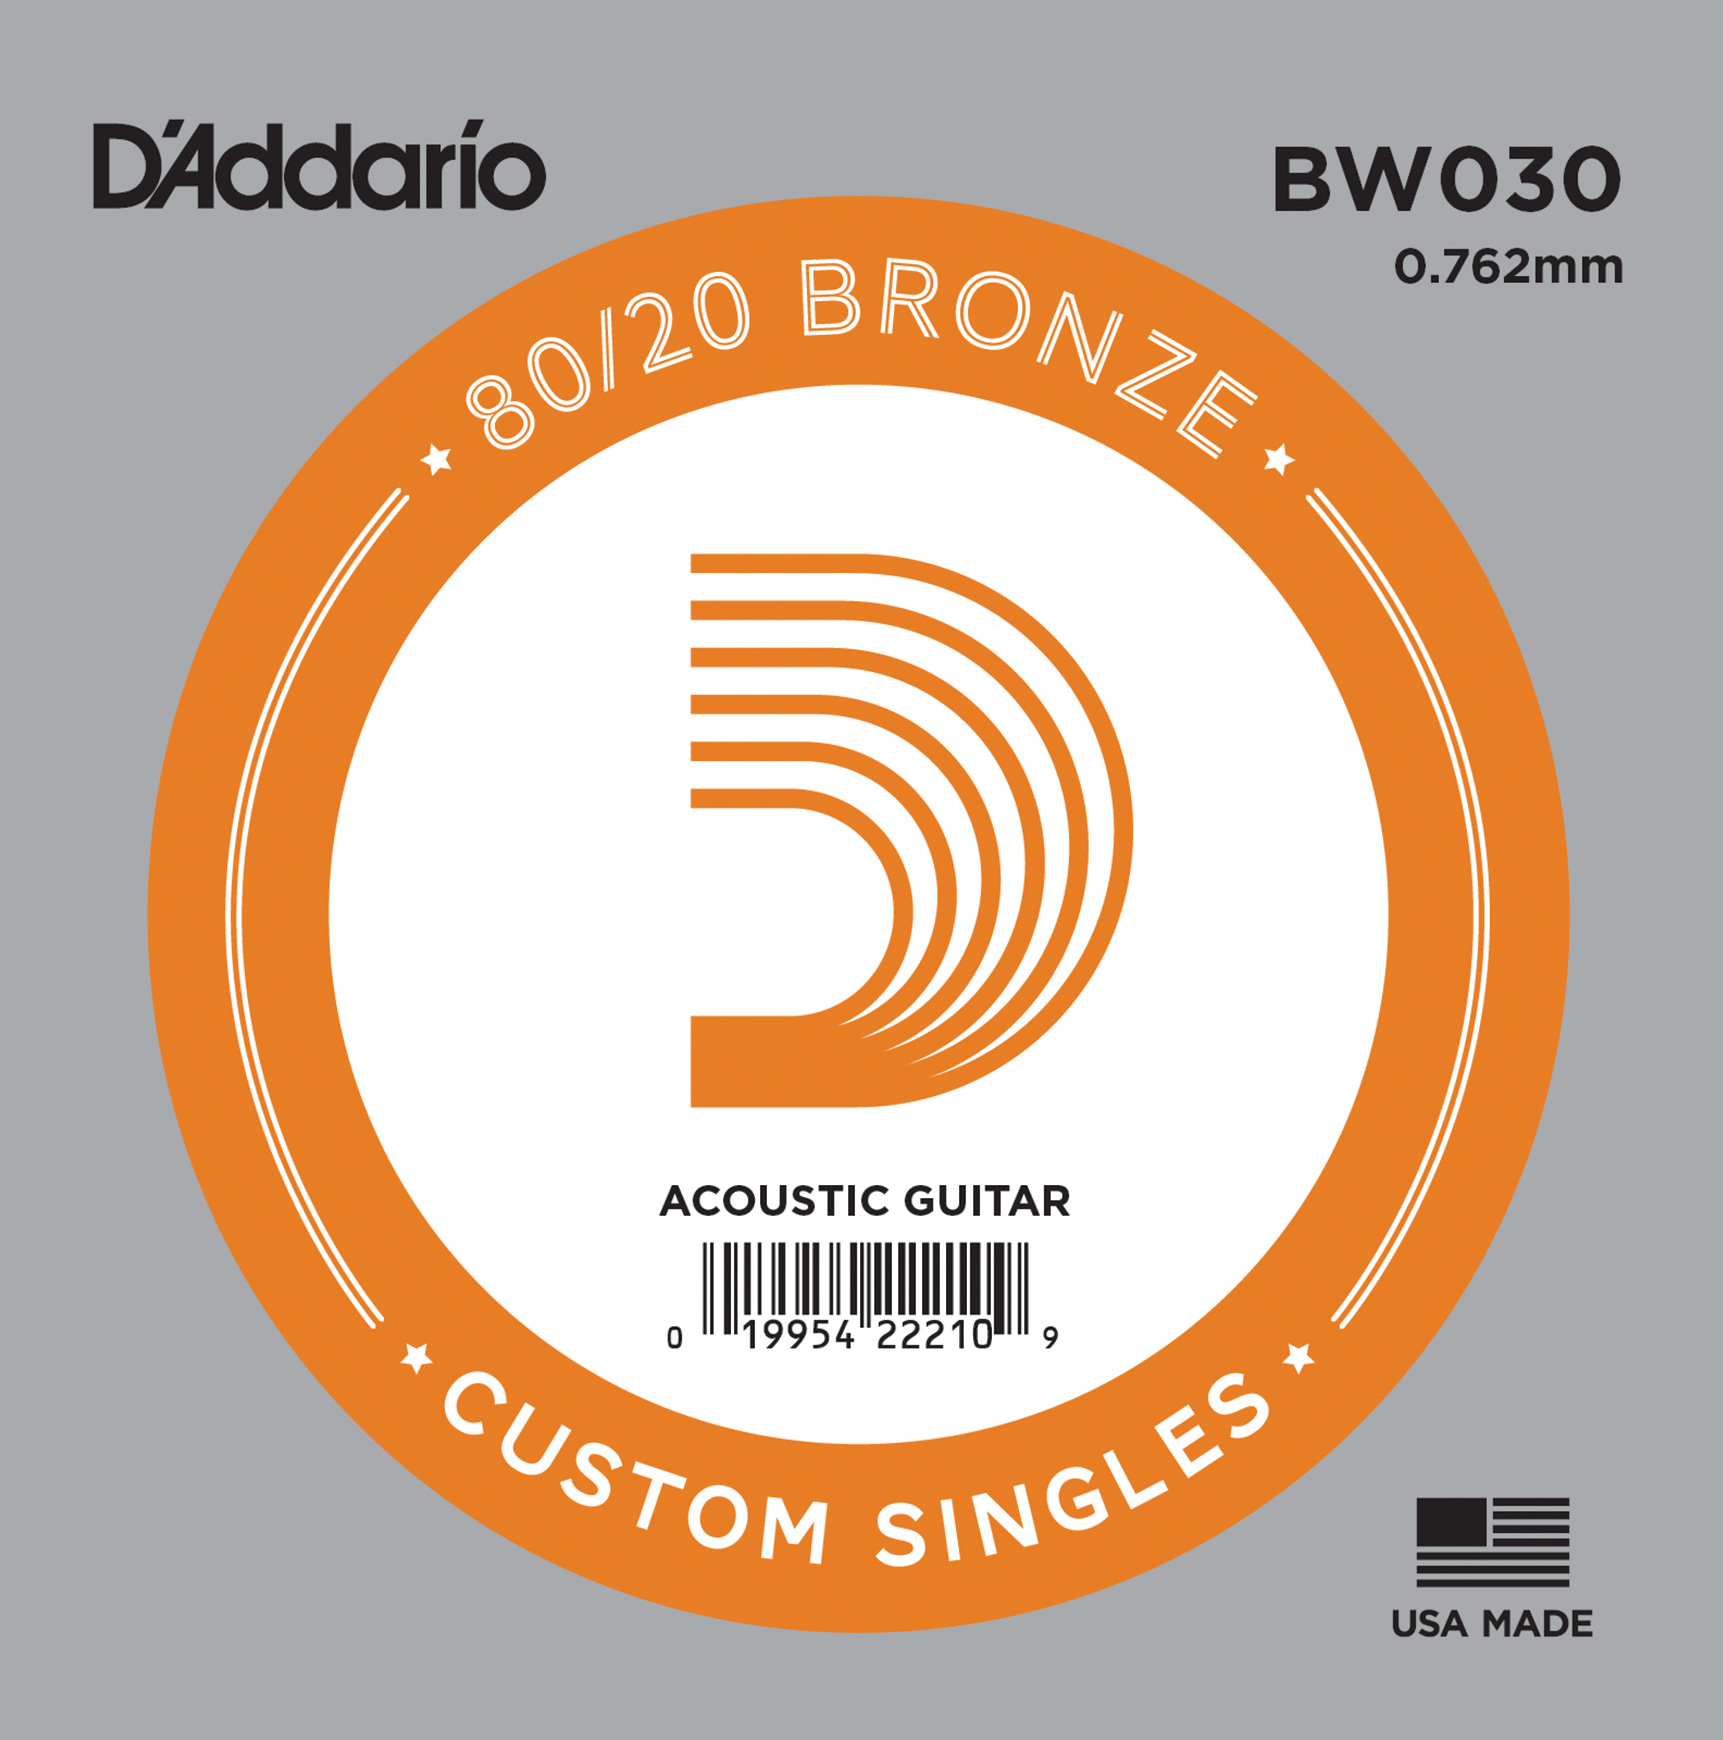 D'Addario
BW030
0.762mm
80/20 BRONZE
ACOUSTIC GUITAR
0 19954 22210 9
CUSTOM SINGLES
USA MADE